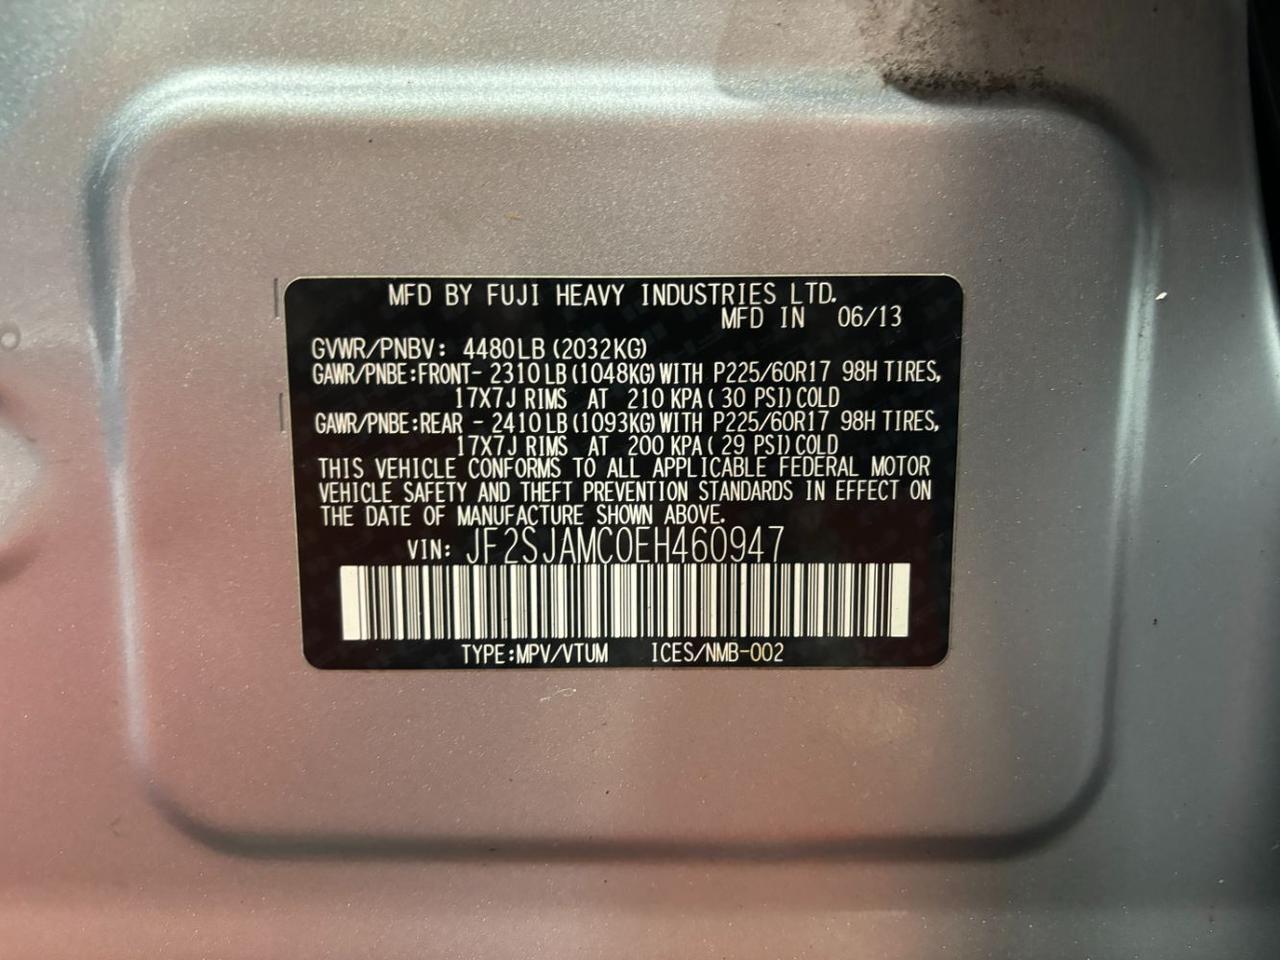 MFD BY FUJI HEAVY INDUSTRIES LTD.
MFD IN 06/13
GVWR/PNBV: 4480LB (2032KG)
GAWR/PNBE:FRONT- 2310LB (1048KG) WITH P225/60R17 98H TIRES,
17X7J RIMS AT 210 KPA ( 30 PSI) COLD
GAWR/PNBE:REAR - 2410LB (1093KG) WITH P225/60R17 98H TIRES,
17X7J RIMS AT 200 KPA ( 29 PSI) COLD
THIS VEHICLE CONFORMS TO ALL APPLICABLE FEDERAL MOTOR
VEHICLE SAFETY AND THEFT PREVENTION STANDARDS IN EFFECT ON
THE DATE OF MANUFACTURE SHOWN ABOVE.
VIN: JF2SJAMC0EH460947
TYPE:MPV/VTUM ICES/NMB-002